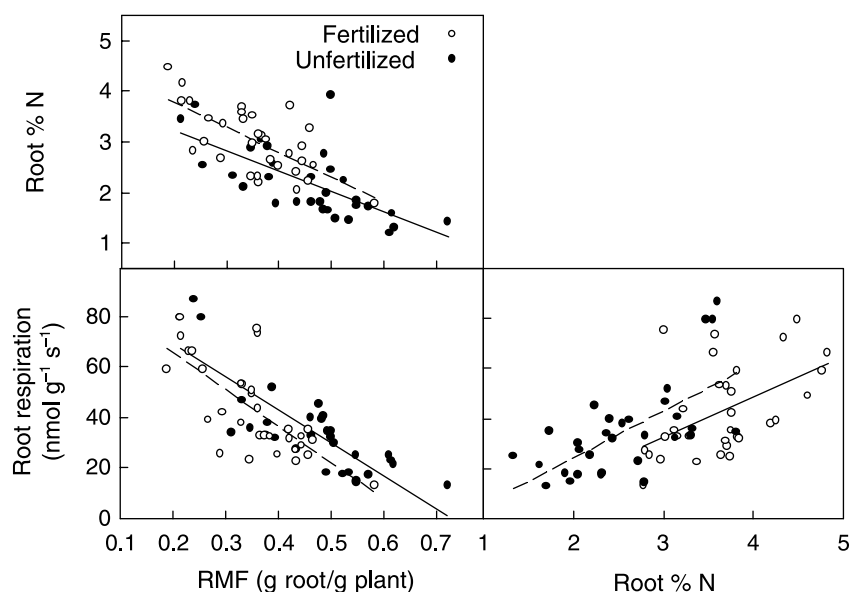 Fertilized
Unfertilized
Root % N
5
4
3
2
1
Root respiration
(nmol g⁻¹ s⁻¹)
80
60
40
20
0
0.1 0.2 0.3 0.4 0.5 0.6 0.7
RMF (g root/g plant)
1 2 3 4 5
Root % N